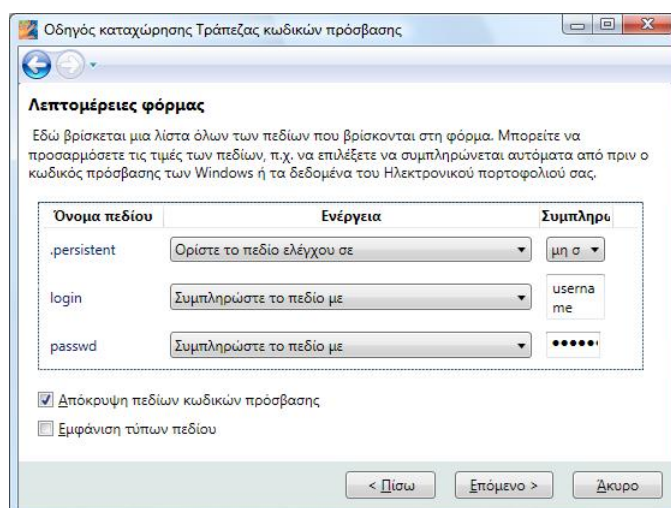 Οδηγός καταχώρησης Τράπεζας κωδικών πρόσβασης
Λεπτομέρειες φόρμας
Εδώ βρίσκεται μια λίστα όλων των πεδίων που βρίσκονται στη φόρμα. Μπορείτε να
προσαρμόσετε τις τιμές των πεδίων, π.χ. να επιλέξετε να συμπληρώνεται αυτόματα από πριν ο
κωδικός πρόσβασης των Windows ή τα δεδομένα του Ηλεκτρονικού πορτοφολιού σας.
Όνομα πεδίου Ενέργεια Συμπληρω
.persistent Ορίστε το πεδίο ελέγχου σε μη σ
login Συμπληρώστε το πεδίο με userna
me
passwd Συμπληρώστε το πεδίο με ••••••
Απόκρυψη πεδίων κωδικών πρόσβασης
Εμφάνιση τύπων πεδίου
< Πίσω Επόμενο > Άκυρο